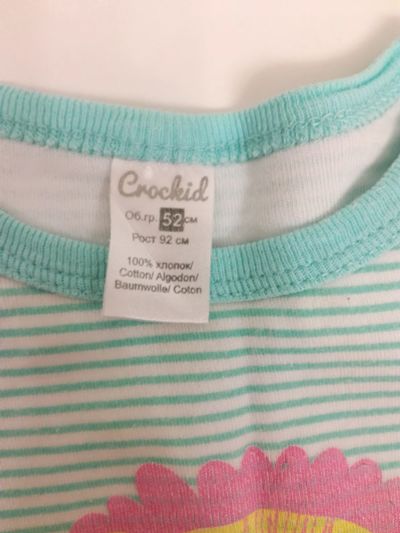 Crockid
Об.гр. 52 см
Рост 92 см
100% хлопок/
Cotton/ Algodon/
Baumwolle/ Coton